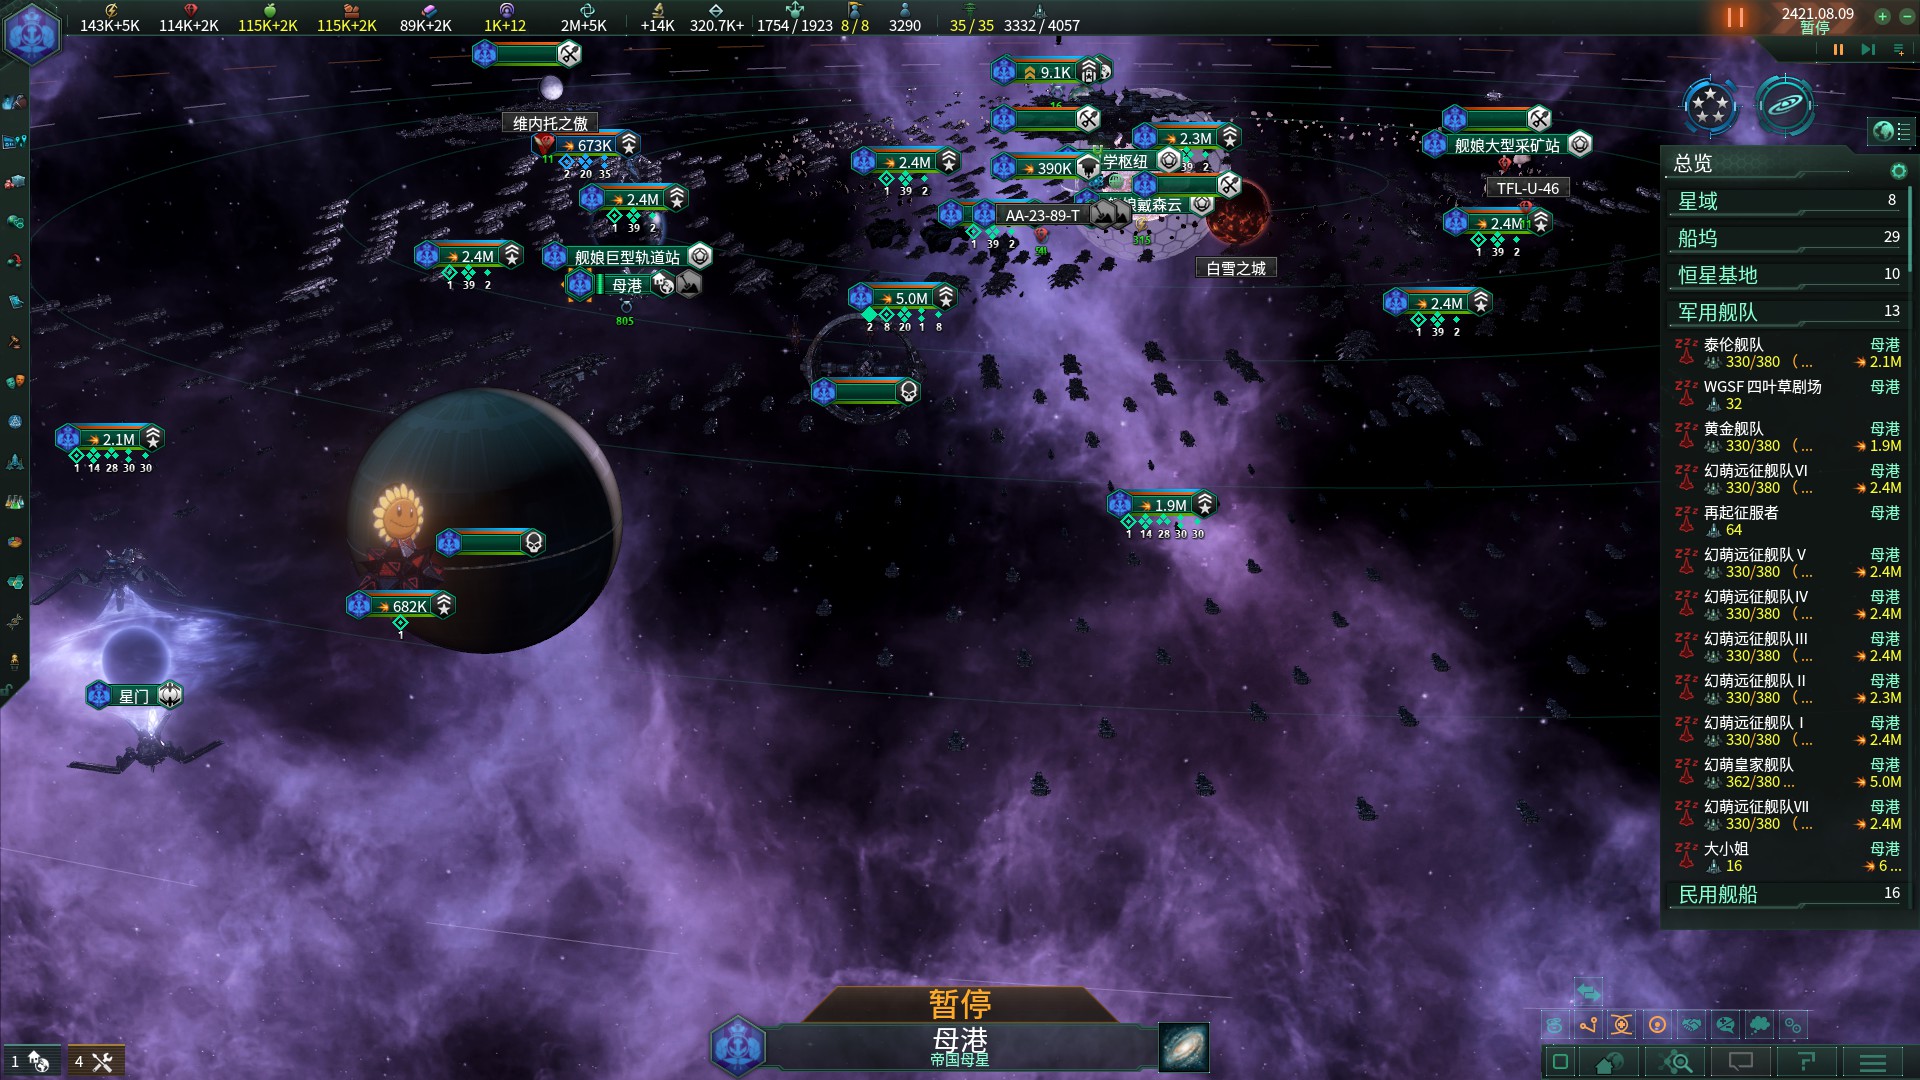 143K+5K 114K+2K 115K+2K 115K+2K 89K+2K 1K+12 2M+5K +14K 320.7K+ 1754 / 1923 8 / 8 3290 35 / 35 3332 / 4057
2421.08.09
暂停
9.1K
16
维内托之傲
673K
11
2 20 35
2.4M
1 39 2
2.4M
1 39 2
舰娘巨型轨道站
母港
805
2.4M
1 39 2
390K
学枢纽
2.3M
39 2
AA-23-89-T
1 39 2
娘戴森云
315
白雪之城
舰娘大型采矿站
TFL-U-46
2.4M
1 39 2
2.4M
1 39 2
5.0M
2 8 20 1 8
2.1M
1 14 28 30 30
1.9M
1 14 28 30 30
682K
1
星门
总览
星域 8
船坞 29
恒星基地 10
军用舰队 13
泰伦舰队 母港
330/380 (... 2.1M
WGSF 四叶草剧场 母港
32
黄金舰队 母港
330/380 (... 1.9M
幻萌远征舰队VI 母港
330/380 (... 2.4M
再起征服者 母港
64
幻萌远征舰队 V 母港
330/380 (... 2.4M
幻萌远征舰队IV 母港
330/380 (... 2.4M
幻萌远征舰队III 母港
330/380 (... 2.4M
幻萌远征舰队 II 母港
330/380 (... 2.3M
幻萌远征舰队 I 母港
330/380 (... 2.4M
幻萌皇家舰队 母港
362/380 ... 5.0M
幻萌远征舰队VII 母港
330/380 (... 2.4M
大小姐 母港
16 6 ...
民用舰船 16
暂停
母港
帝国母星
1 4